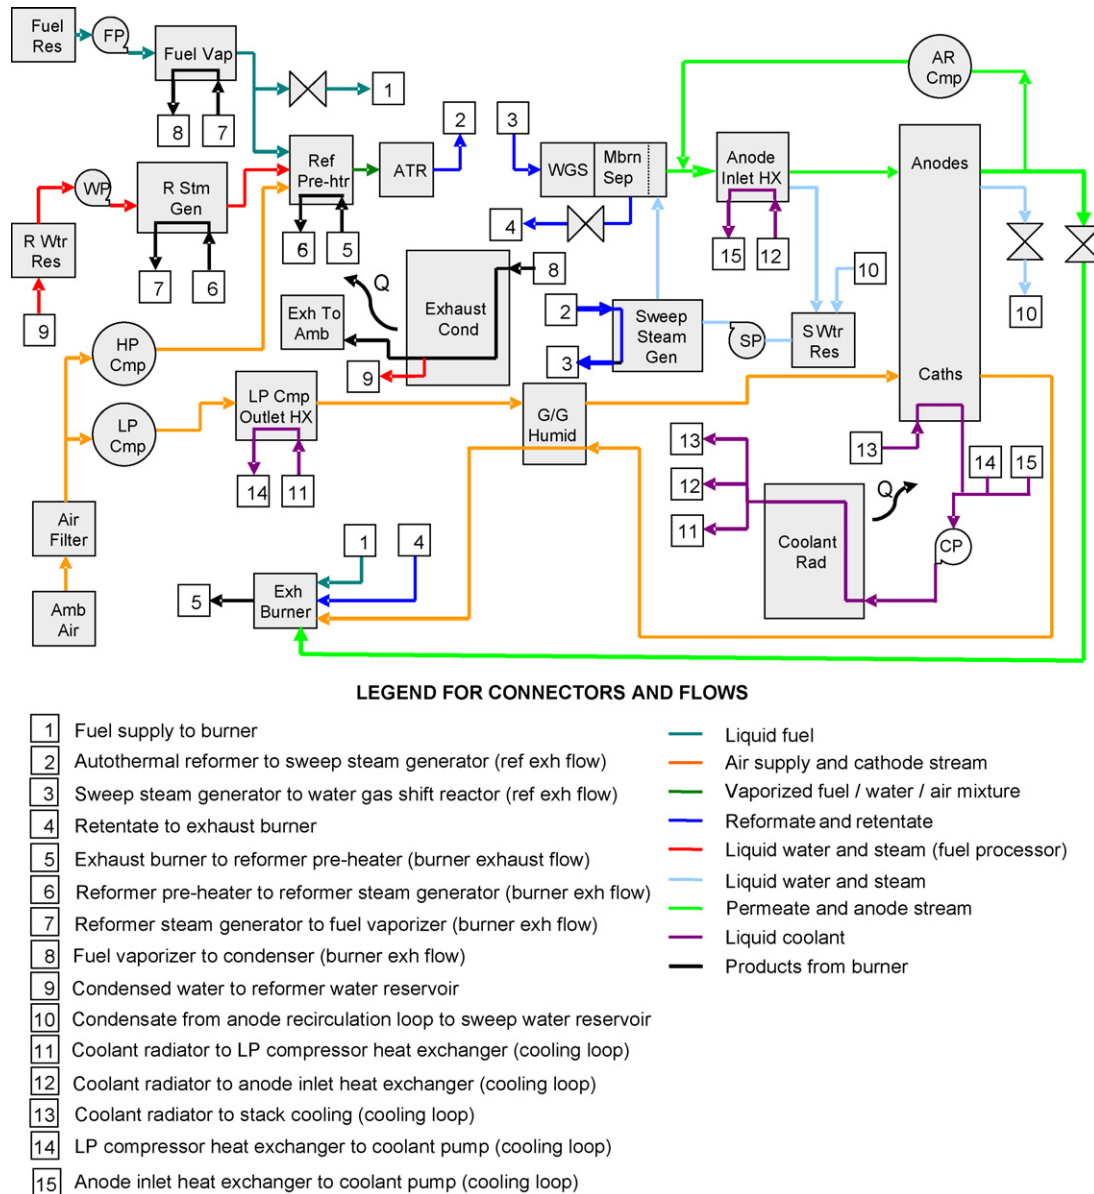 Fuel
Res
FP
Fuel Vap
8
7
1
2
3
AR
Cmp
Ref
Pre-htr
ATR
WGS
Mbrn
Sep
Anode
Inlet HX
Anodes
WP
R Stm
Gen
R Wtr
Res
9
7
6
6
5
4
15
12
10
10
Q
Exhaust
Cond
8
Exh To
Amb
9
2
3
Sweep
Steam
Gen
SP
S Wtr
Res
HP
Cmp
LP
Cmp
LP Cmp
Outlet HX
14
11
G/G
Humid
Caths
13
13
12
11
14
15
Q
Coolant
Rad
CP
Air
Filter
Amb
Air
1
4
5
Exh
Burner
LEGEND FOR CONNECTORS AND FLOWS
1 Fuel supply to burner
2 Autothermal reformer to sweep steam generator (ref exh flow)
3 Sweep steam generator to water gas shift reactor (ref exh flow)
4 Retentate to exhaust burner
5 Exhaust burner to reformer pre-heater (burner exhaust flow)
6 Reformer pre-heater to reformer steam generator (burner exh flow)
7 Reformer steam generator to fuel vaporizer (burner exh flow)
8 Fuel vaporizer to condenser (burner exh flow)
9 Condensed water to reformer water reservoir
10 Condensate from anode recirculation loop to sweep water reservoir
11 Coolant radiator to LP compressor heat exchanger (cooling loop)
12 Coolant radiator to anode inlet heat exchanger (cooling loop)
13 Coolant radiator to stack cooling (cooling loop)
14 LP compressor heat exchanger to coolant pump (cooling loop)
15 Anode inlet heat exchanger to coolant pump (cooling loop)
Liquid fuel
Air supply and cathode stream
Vaporized fuel / water / air mixture
Reformate and retentate
Liquid water and steam (fuel processor)
Liquid water and steam
Permeate and anode stream
Liquid coolant
Products from burner